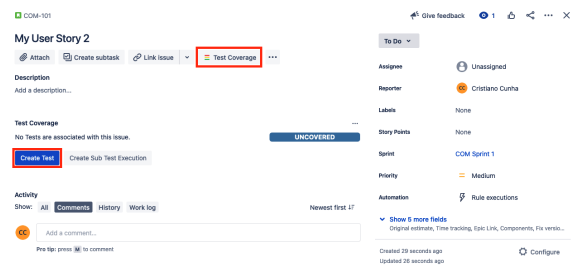 COM-101
Give feedback 1
My User Story 2
Attach Create subtask Link issue Test Coverage
Description
Add a description...
Test Coverage
No Tests are associated with this issue. UNCOVERED
Create Test Create Sub Test Execution
Activity
Show: All Comments History Work log Newest first
CC Add a comment...
Pro tip: press M to comment
To Do
Assignee Unassigned
Reporter CC Cristiano Cunha
Labels None
Story Points None
Sprint COM Sprint 1
Priority Medium
Automation Rule executions
Show 5 more fields
Original estimate, Time tracking, Epic Link, Components, Fix versio...
Created 29 seconds ago Configure
Updated 26 seconds ago